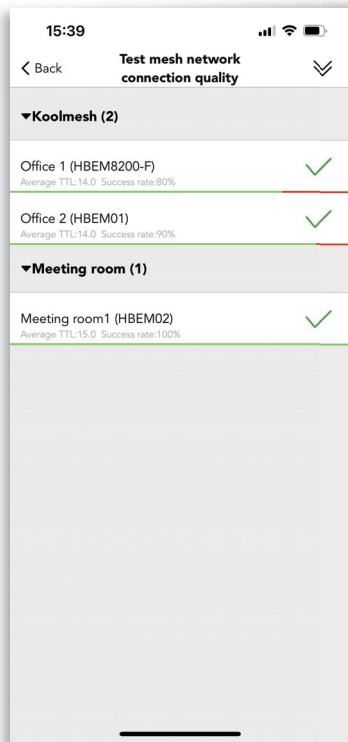 15:39
Back
Test mesh network
connection quality
Koolmesh (2)
Office 1 (HBEM8200-F)
Average TTL:14.0 Success rate:80%
Office 2 (HBEM01)
Average TTL:14.0 Success rate:90%
Meeting room (1)
Meeting room1 (HBEM02)
Average TTL:15.0 Success rate:100%